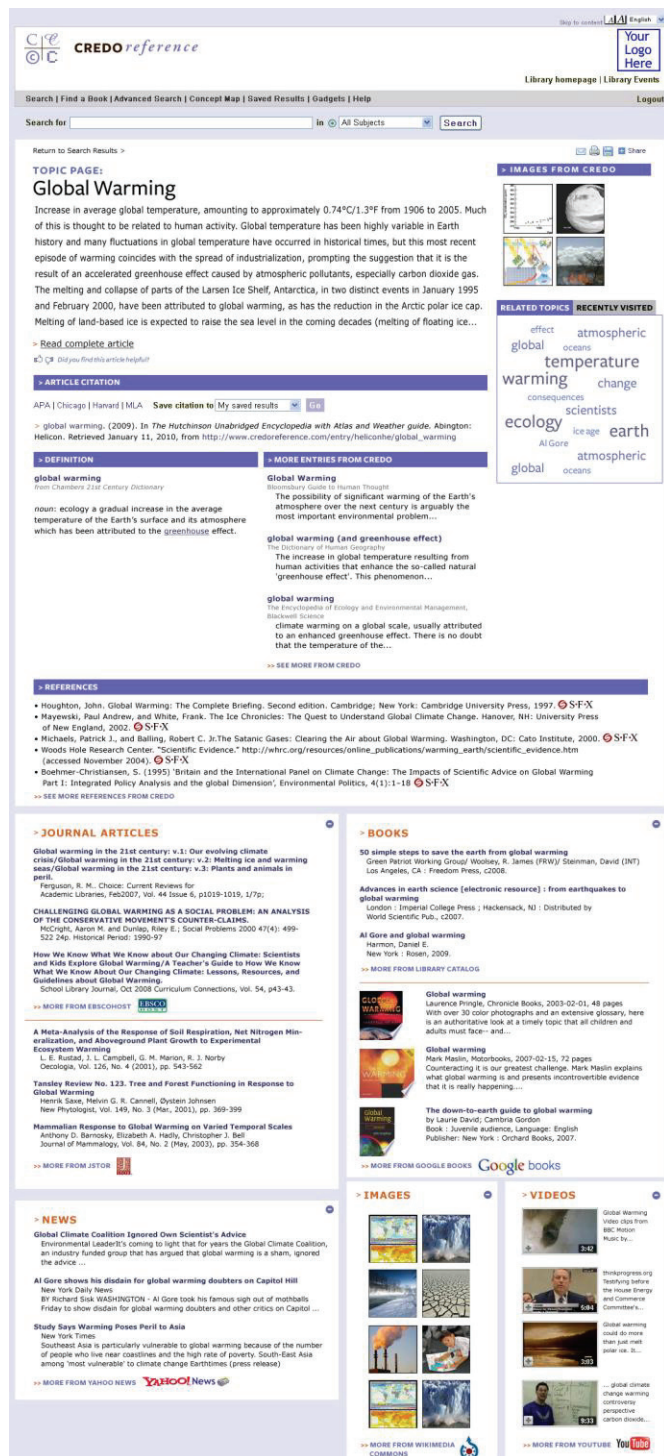 Skip to content A A English
C C
© C
CREDO reference
Your
Logo
Here
Library homepage | Library Events
Search | Find a Book | Advanced Search | Concept Map | Saved Results | Gadgets | Help
Logout
Search for in All Subjects Search
Return to Search Results >
Share
TOPIC PAGE:
Global Warming
Increase in average global temperature, amounting to approximately 0.74°C/1.3°F from 1906 to 2005. Much
of this is thought to be related to human activity. Global temperature has been highly variable in Earth
history and many fluctuations in global temperature have occurred in historical times, but this most recent
episode of warming coincides with the spread of industrialization, prompting the suggestion that it is the
result of an accelerated greenhouse effect caused by atmospheric pollutants, especially carbon dioxide gas.
The melting and collapse of parts of the Larsen Ice Shelf, Antarctica, in two distinct events in January 1995
and February 2000, have been attributed to global warming, as has the reduction in the Arctic polar ice cap.
Melting of land-based ice is expected to raise the sea level in the coming decades (melting of floating ice...
> Read complete article
Did you find this article helpful?
> IMAGES FROM CREDO
RELATED TOPICS RECENTLY VISITED
effect atmospheric
global oceans
temperature
warming change
consequences
scientists
ecology ice age earth
Al Gore
atmospheric
global oceans
> ARTICLE CITATION
APA | Chicago | Harvard | MLA Save citation to My saved results Go
> global warming. (2009). In The Hutchinson Unabridged Encyclopedia with Atlas and Weather guide. Abington:
Helicon. Retrieved January 11, 2010, from http://www.credoreference.com/entry/heliconhe/global_warming
> DEFINITION
global warming
from Chambers 21st Century Dictionary
noun: ecology a gradual increase in the average
temperature of the Earth's surface and its atmosphere
which has been attributed to the greenhouse effect.
> MORE ENTRIES FROM CREDO
Global Warming
Bloomsbury Guide to Human Thought
The possibility of significant warming of the Earth's
atmosphere over the next century is arguably the
most important environmental problem...
global warming (and greenhouse effect)
The Dictionary of Human Geography
The increase in global temperature resulting from
human activities that enhance the so-called natural
'greenhouse effect'. This phenomenon...
global warming
The Encyclopedia of Ecology and Environmental Management,
Blackwell Science
climate warming on a global scale, usually attributed
to an enhanced greenhouse effect. There is no doubt
that the temperature of the...
>> SEE MORE FROM CREDO
> REFERENCES
• Houghton, John. Global Warming: The Complete Briefing. Second edition. Cambridge; New York: Cambridge University Press, 1997. S·F·X
• Mayewski, Paul Andrew, and White, Frank. The Ice Chronicles: The Quest to Understand Global Climate Change. Hanover, NH: University Press
of New England, 2002. S·F·X
• Michaels, Patrick J., and Balling, Robert C. Jr.The Satanic Gases: Clearing the Air about Global Warming. Washington, DC: Cato Institute, 2000. S·F·X
• Woods Hole Research Center. "Scientific Evidence." http://whrc.org/resources/online_publications/warming_earth/scientific_evidence.htm
(accessed November 2004). S·F·X
• Boehmer-Christiansen, S. (1995) 'Britain and the International Panel on Climate Change: The Impacts of Scientific Advice on Global Warming
Part I: Integrated Policy Analysis and the global Dimension', Environmental Politics, 4(1):1–18 S·F·X
>> SEE MORE REFERENCES FROM CREDO
> JOURNAL ARTICLES
Global warming in the 21st century: v.1: Our evolving climate
crisis/Global warming in the 21st century: v.2: Melting ice and warming
seas/Global warming in the 21st century: v.3: Plants and animals in
peril.
Ferguson, R. M.. Choice: Current Reviews for
Academic Libraries, Feb2007, Vol. 44 Issue 6, p1019-1019, 1/7p;
CHALLENGING GLOBAL WARMING AS A SOCIAL PROBLEM: AN ANALYSIS
OF THE CONSERVATIVE MOVEMENT'S COUNTER-CLAIMS.
McCright, Aaron M. and Dunlap, Riley E.; Social Problems 2000 47(4): 499-
522 24p. Historical Period: 1990-97
How We Know What We Know about Our Changing Climate: Scientists
and Kids Explore Global Warming/A Teacher's Guide to How We Know
What We Know About Our Changing Climate: Lessons, Resources, and
Guidelines about Global Warming.
School Library Journal, Oct 2008 Curriculum Connections, Vol. 54, p43-43.
>> MORE FROM EBSCOHOST EBSCO
A Meta-Analysis of the Response of Soil Respiration, Net Nitrogen Min-
eralization, and Aboveground Plant Growth to Experimental
Ecosystem Warming
L. E. Rustad, J. L. Campbell, G. M. Marion, R. J. Norby
Oecologia, Vol. 126, No. 4 (2001), pp. 543-562
Tansley Review No. 123. Tree and Forest Functioning in Response to
Global Warming
Henrik Saxe, Melvin G. R. Cannell, Øystein Johnsen
New Phytologist, Vol. 149, No. 3 (Mar., 2001), pp. 369-399
Mammalian Response to Global Warming on Varied Temporal Scales
Anthony D. Barnosky, Elizabeth A. Hadly, Christopher J. Bell
Journal of Mammalogy, Vol. 84, No. 2 (May, 2003), pp. 354-368
>> MORE FROM JSTOR
> BOOKS
50 simple steps to save the earth from global warming
Green Patriot Working Group/ Woolsey, R. James (FRW)/ Steinman, David (INT)
Los Angeles, CA : Freedom Press, c2008.
Advances in earth science [electronic resource] : from earthquakes to
global warming
London : Imperial College Press ; Hackensack, NJ : Distributed by
World Scientific Pub., c2007.
Al Gore and global warming
Harmon, Daniel E.
New York : Rosen, 2009.
>> MORE FROM LIBRARY CATALOG
GLOBAL WARMING
Global warming
Laurence Pringle, Chronicle Books, 2003-02-01, 48 pages
With over 30 color photographs and an extensive glossary, here
is an authoritative look at a timely topic that all children and
adults must face-- and...
WARMING
Global warming
Mark Maslin, Motorbooks, 2007-02-15, 72 pages
Counteracting it is our greatest challenge. Mark Maslin explains
what global warming is and presents incontrovertible evidence
that it is really happening....
Global Warming
The down-to-earth guide to global warming
by Laurie David; Cambria Gordon
Book : Juvenile audience, Language: English
Publisher: New York : Orchard Books, 2007.
>> MORE FROM GOOGLE BOOKS Google books
> NEWS
Global Climate Coalition Ignored Own Scientist's Advice
Environmental LeaderIt's coming to light that for years the Global Climate Coalition,
an industry funded group that has argued that global warming is a sham, ignored
the advice ...
Al Gore shows his disdain for global warming doubters on Capitol Hill
New York Daily News
BY Richard Sisk WASHINGTON - Al Gore took his famous sigh out of mothballs
Friday to show disdain for global warming doubters and other critics on Capitol ...
Study Says Warming Poses Peril to Asia
New York Times
Southeast Asia is particularly vulnerable to global warming because of the number
of people who live near coastlines and the high rate of poverty. South-East Asia
among 'most vulnerable' to climate change Earthtimes (press release)
>> MORE FROM YAHOO NEWS YAHOO! News
> IMAGES
>> MORE FROM WIKIMEDIA
COMMONS
> VIDEOS
3:42
Global Warming
Video clips from
BBC Motion
Music by...
5:04
thinkprogress.org
Testifying before
the House Energy
and Commerce
Committee's...
3:03
Global warming
could do more
than just melt
polar ice. It...
9:33
... global climate
change warming
controversy
perspective
carbon dioxide...
>> MORE FROM YOUTUBE YouTube